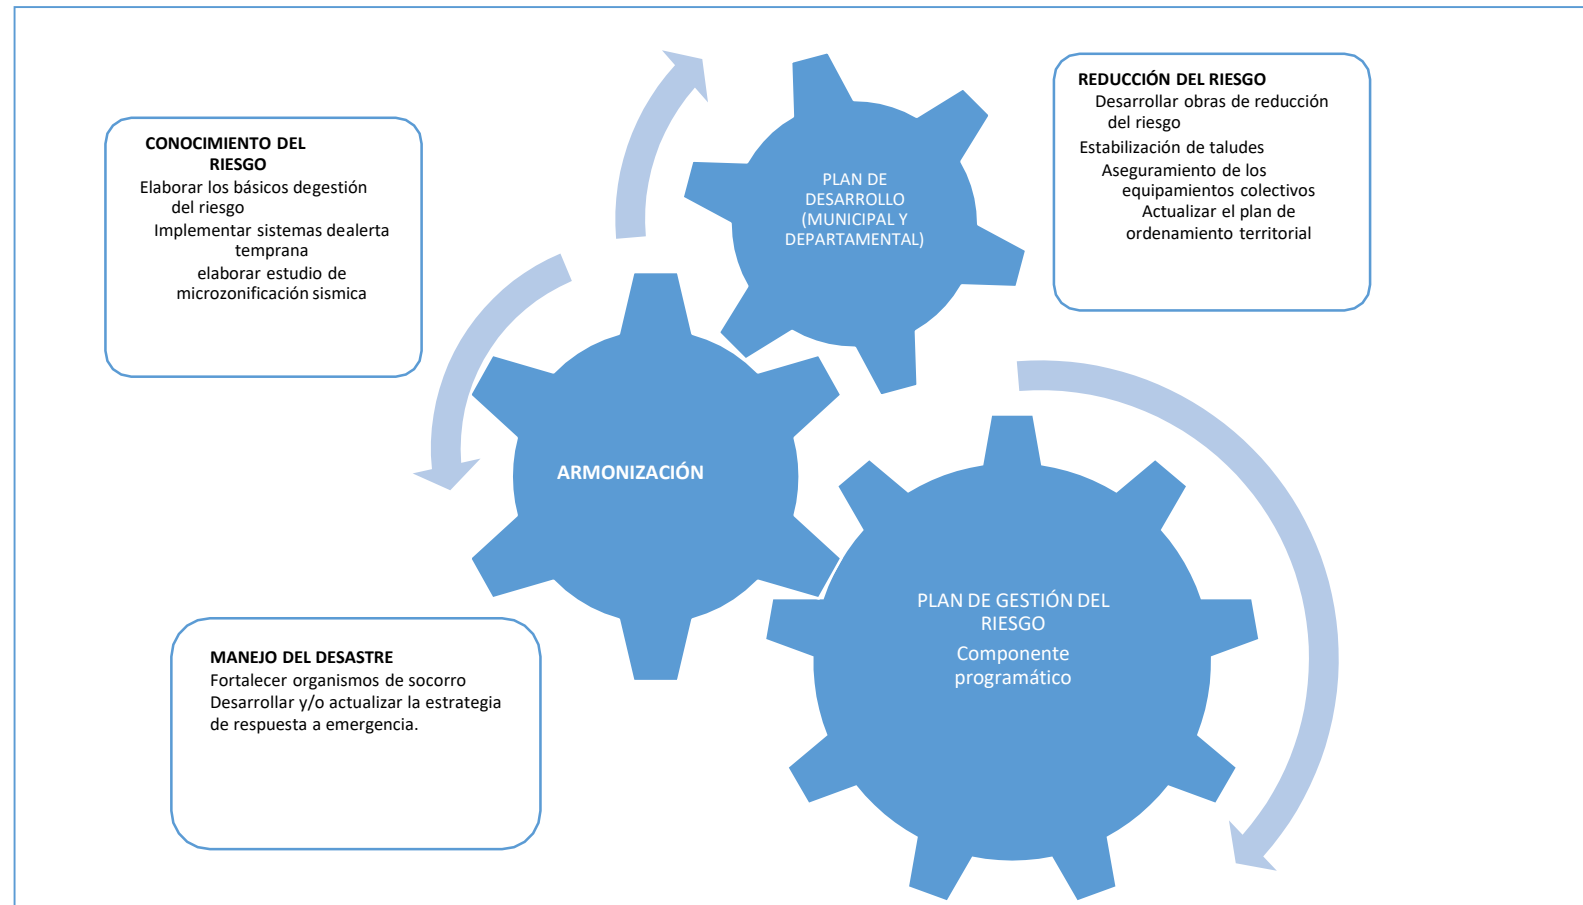 CONOCIMIENTO DEL
RIESGO
Elaborar los básicos degestión
del riesgo
Implementar sistemas dealerta
temprana
elaborar estudio de
microzonificación sismica
REDUCCIÓN DEL RIESGO
Desarrollar obras de reducción
del riesgo
Estabilización de taludes
Aseguramiento de los
equipamientos colectivos
Actualizar el plan de
ordenamiento territorial
PLAN DE
DESARROLLO
(MUNICIPAL Y
DEPARTAMENTAL)
ARMONIZACIÓN
PLAN DE GESTIÓN DEL
RIESGO
Componente
programático
MANEJO DEL DESASTRE
Fortalecer organismos de socorro
Desarrollar y/o actualizar la estrategia
de respuesta a emergencia.